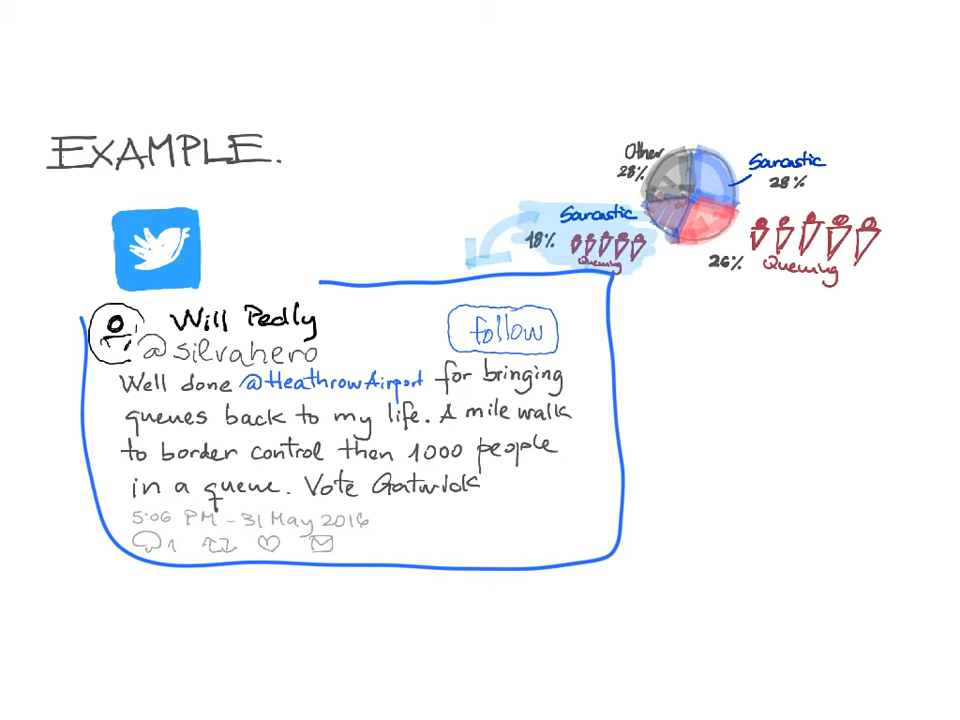 EXAMPLE.
Other
28%
Sarcastic
28%
Sarcastic
18%
Queuing
26%
Queuing
Will Pedly
@silvahero
follow
Well done @HeathrowAirport for bringing
queues back to my life. A mile walk
to border control then 1000 people
in a queue. Vote Gatwick
5:06 PM - 31 May 2016
1